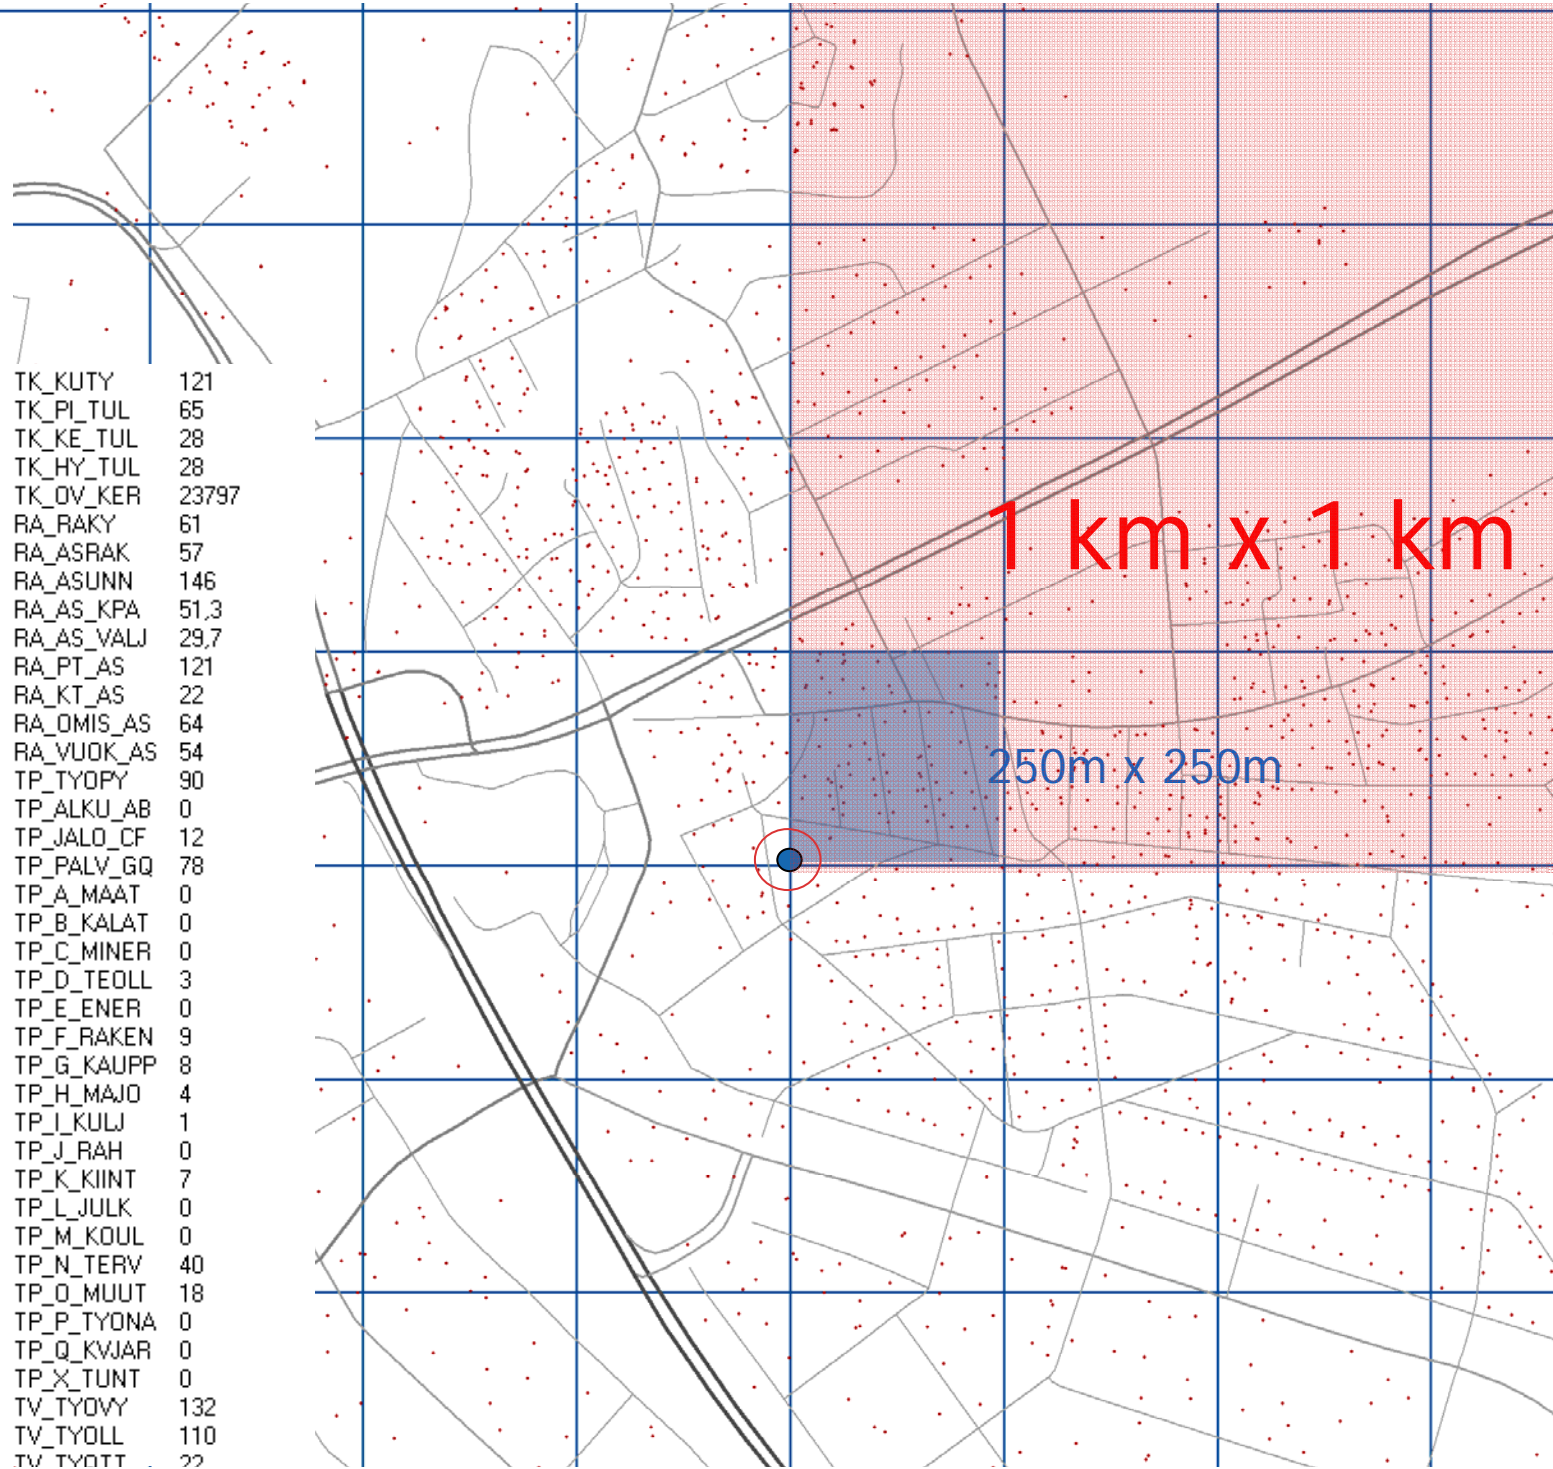 TK_KUTY 121
TK_PI_TUL 65
TK_KE_TUL 28
TK_HY_TUL 28
TK_OV_KER 23797
RA_RAKY 61
RA_ASRAK 57
RA_ASUNN 146
RA_AS_KPA 51,3
RA_AS_VALJ 29,7
RA_PT_AS 121
RA_KT_AS 22
RA_OMIS_AS 64
RA_VUOK_AS 54
TP_TYOPY 90
TP_ALKU_AB 0
TP_JALO_CF 12
TP_PALV_GQ 78
TP_A_MAAT 0
TP_B_KALAT 0
TP_C_MINER 0
TP_D_TEOLL 3
TP_E_ENER 0
TP_F_RAKEN 9
TP_G_KAUPP 8
TP_H_MAJO 4
TP_I_KULJ 1
TP_J_RAH 0
TP_K_KIINT 7
TP_L_JULK 0
TP_M_KOUL 0
TP_N_TERV 40
TP_O_MUUT 18
TP_P_TYONA 0
TP_Q_KVJAR 0
TP_X_TUNT 0
TV_TYOVY 132
TV_TYOLL 110
TV_TYOTT 22
1 km x 1 km
250m x 250m